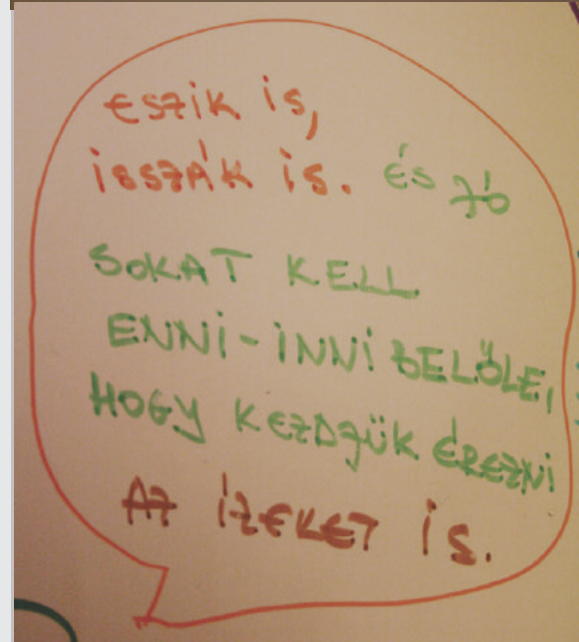 ESZIK IS,
ISSZÁK IS. ÉS JÓ
SOKAT KELL
ENNI-INNI BELŐLE,
HOGY KEZDJÜK ÉREZNI
AZ ÍZEKET IS.